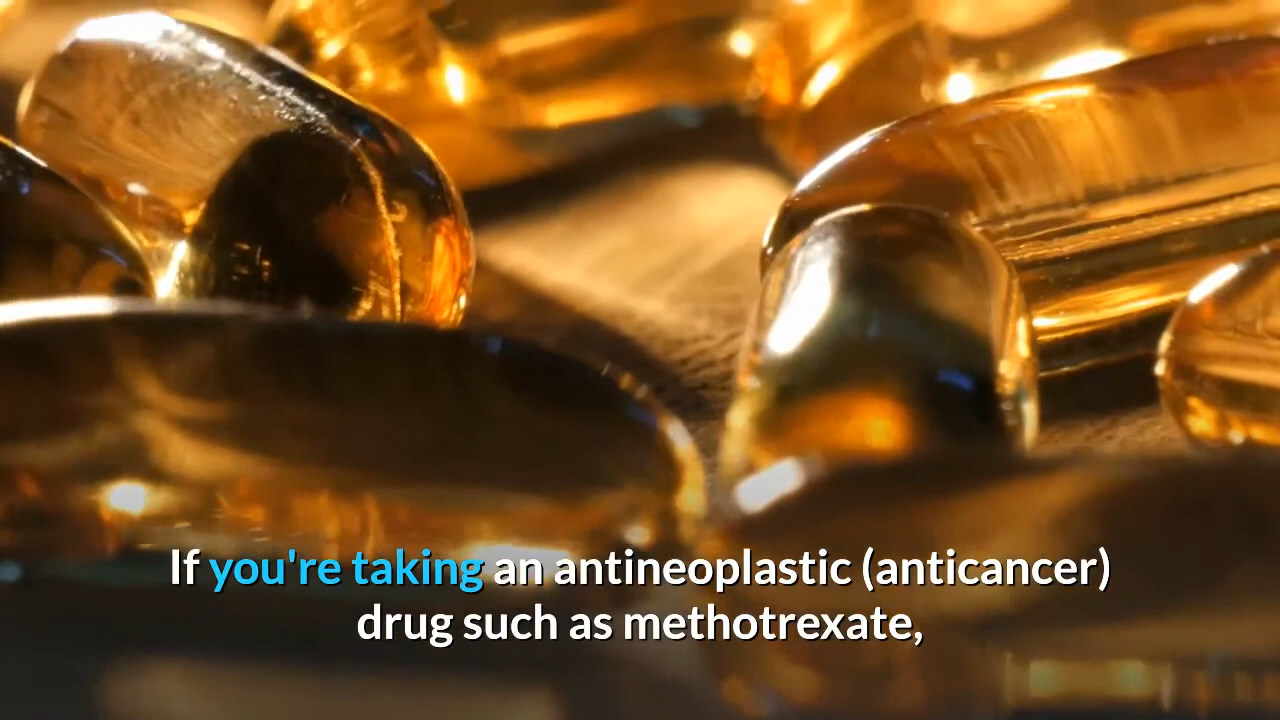 If you're taking an antineoplastic (anticancer)
drug such as methotrexate,